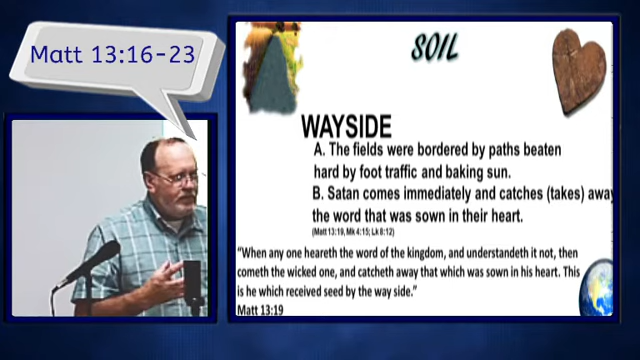 Matt 13:16-23
SOIL
WAYSIDE
A. The fields were bordered by paths beaten
hard by foot traffic and baking sun.
B. Satan comes immediately and catches (takes) away
the word that was sown in their heart.
(Matt 13:19, Mk 4:15; Lk 8:12)
“When any one heareth the word of the kingdom, and understandeth it not, then
cometh the wicked one, and catcheth away that which was sown in his heart. This
is he which received seed by the way side.”
Matt 13:19